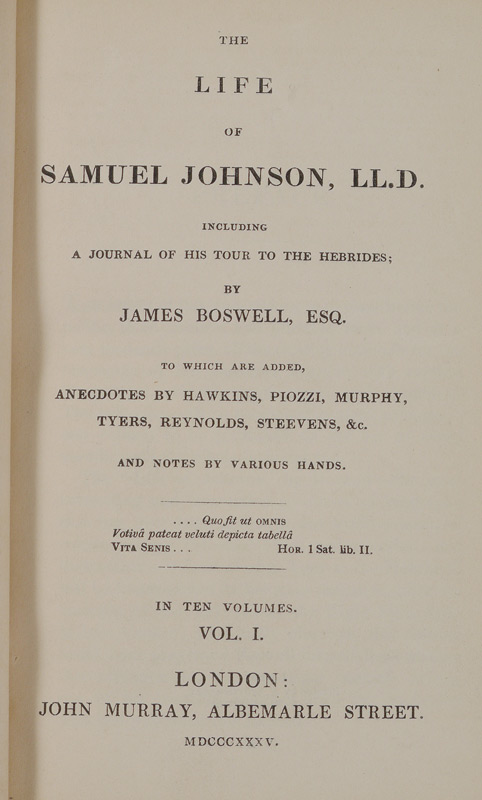 THE
LIFE
OF
SAMUEL JOHNSON, LL.D.
INCLUDING
A JOURNAL OF HIS TOUR TO THE HEBRIDES;
BY
JAMES BOSWELL, ESQ.
TO WHICH ARE ADDED,
ANECDOTES BY HAWKINS, PIOZZI, MURPHY,
TYERS, REYNOLDS, STEEVENS, &c.
AND NOTES BY VARIOUS HANDS.
.... Quo fit ut OMNIS
Votivâ pateat veluti depicta tabellâ
VITA SENIS... HOR. 1 Sat. lib. II.
IN TEN VOLUMES.
VOL. I.
LONDON:
JOHN MURRAY, ALBEMARLE STREET.
MDCCCXXXV.